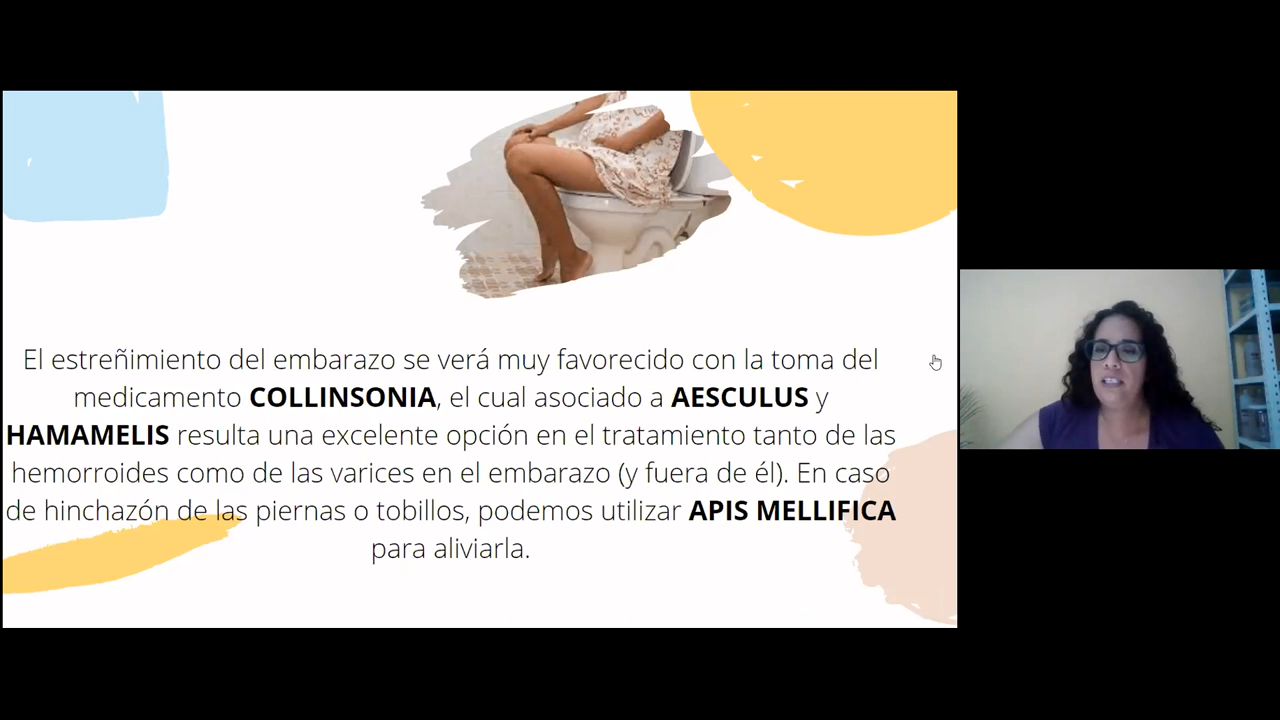 El estreñimiento del embarazo se verá muy favorecido con la toma del
medicamento COLLINSONIA, el cual asociado a AESCULUS y
HAMAMELIS resulta una excelente opción en el tratamiento tanto de las
hemorroides como de las varices en el embarazo (y fuera de él). En caso
de hinchazón de las piernas o tobillos, podemos utilizar APIS MELLIFICA
para aliviarla.